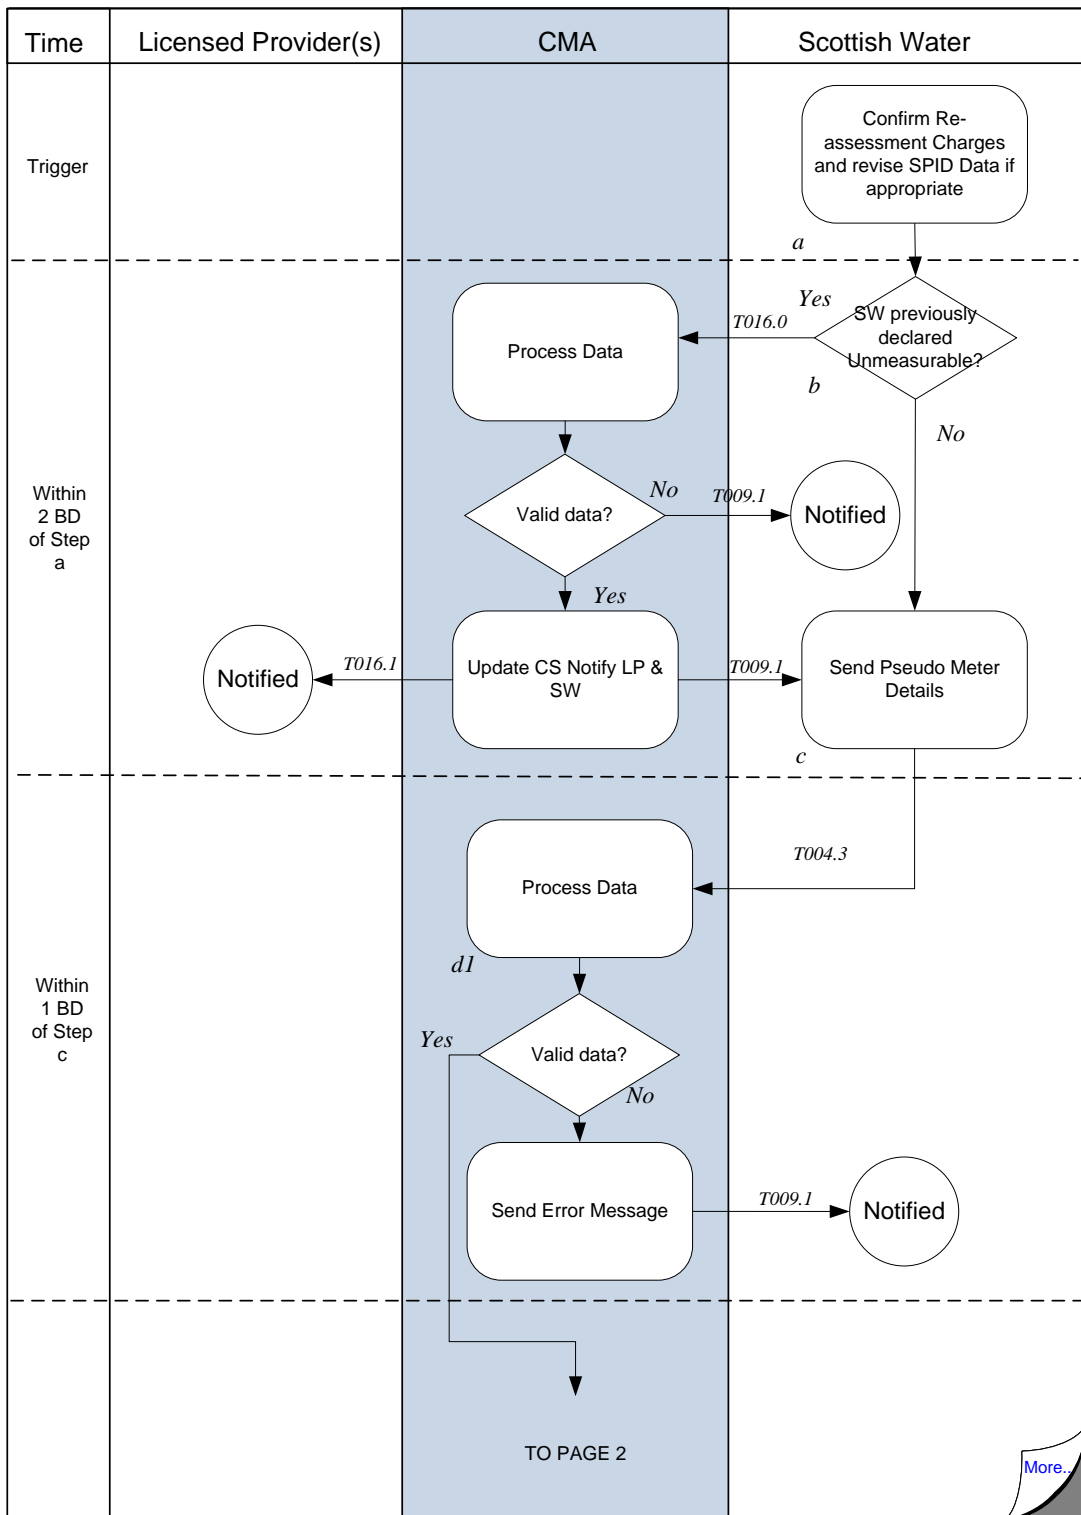 Time
Licensed Provider(s)
CMA
Scottish Water
Trigger
Confirm Re-
assessment Charges
and revise SPID Data if
appropriate
a
Yes
T016.0
SW previously
declared
Unmeasurable?
b
Process Data
No
Within
2 BD
of Step
a
Valid data?
No
T009.1
Notified
Yes
Notified
T016.1
Update CS Notify LP &
SW
T009.1
Send Pseudo Meter
Details
c
Within
1 BD
of Step
c
Process Data
T004.3
d1
Yes
Valid data?
No
Send Error Message
T009.1
Notified
TO PAGE 2
More..